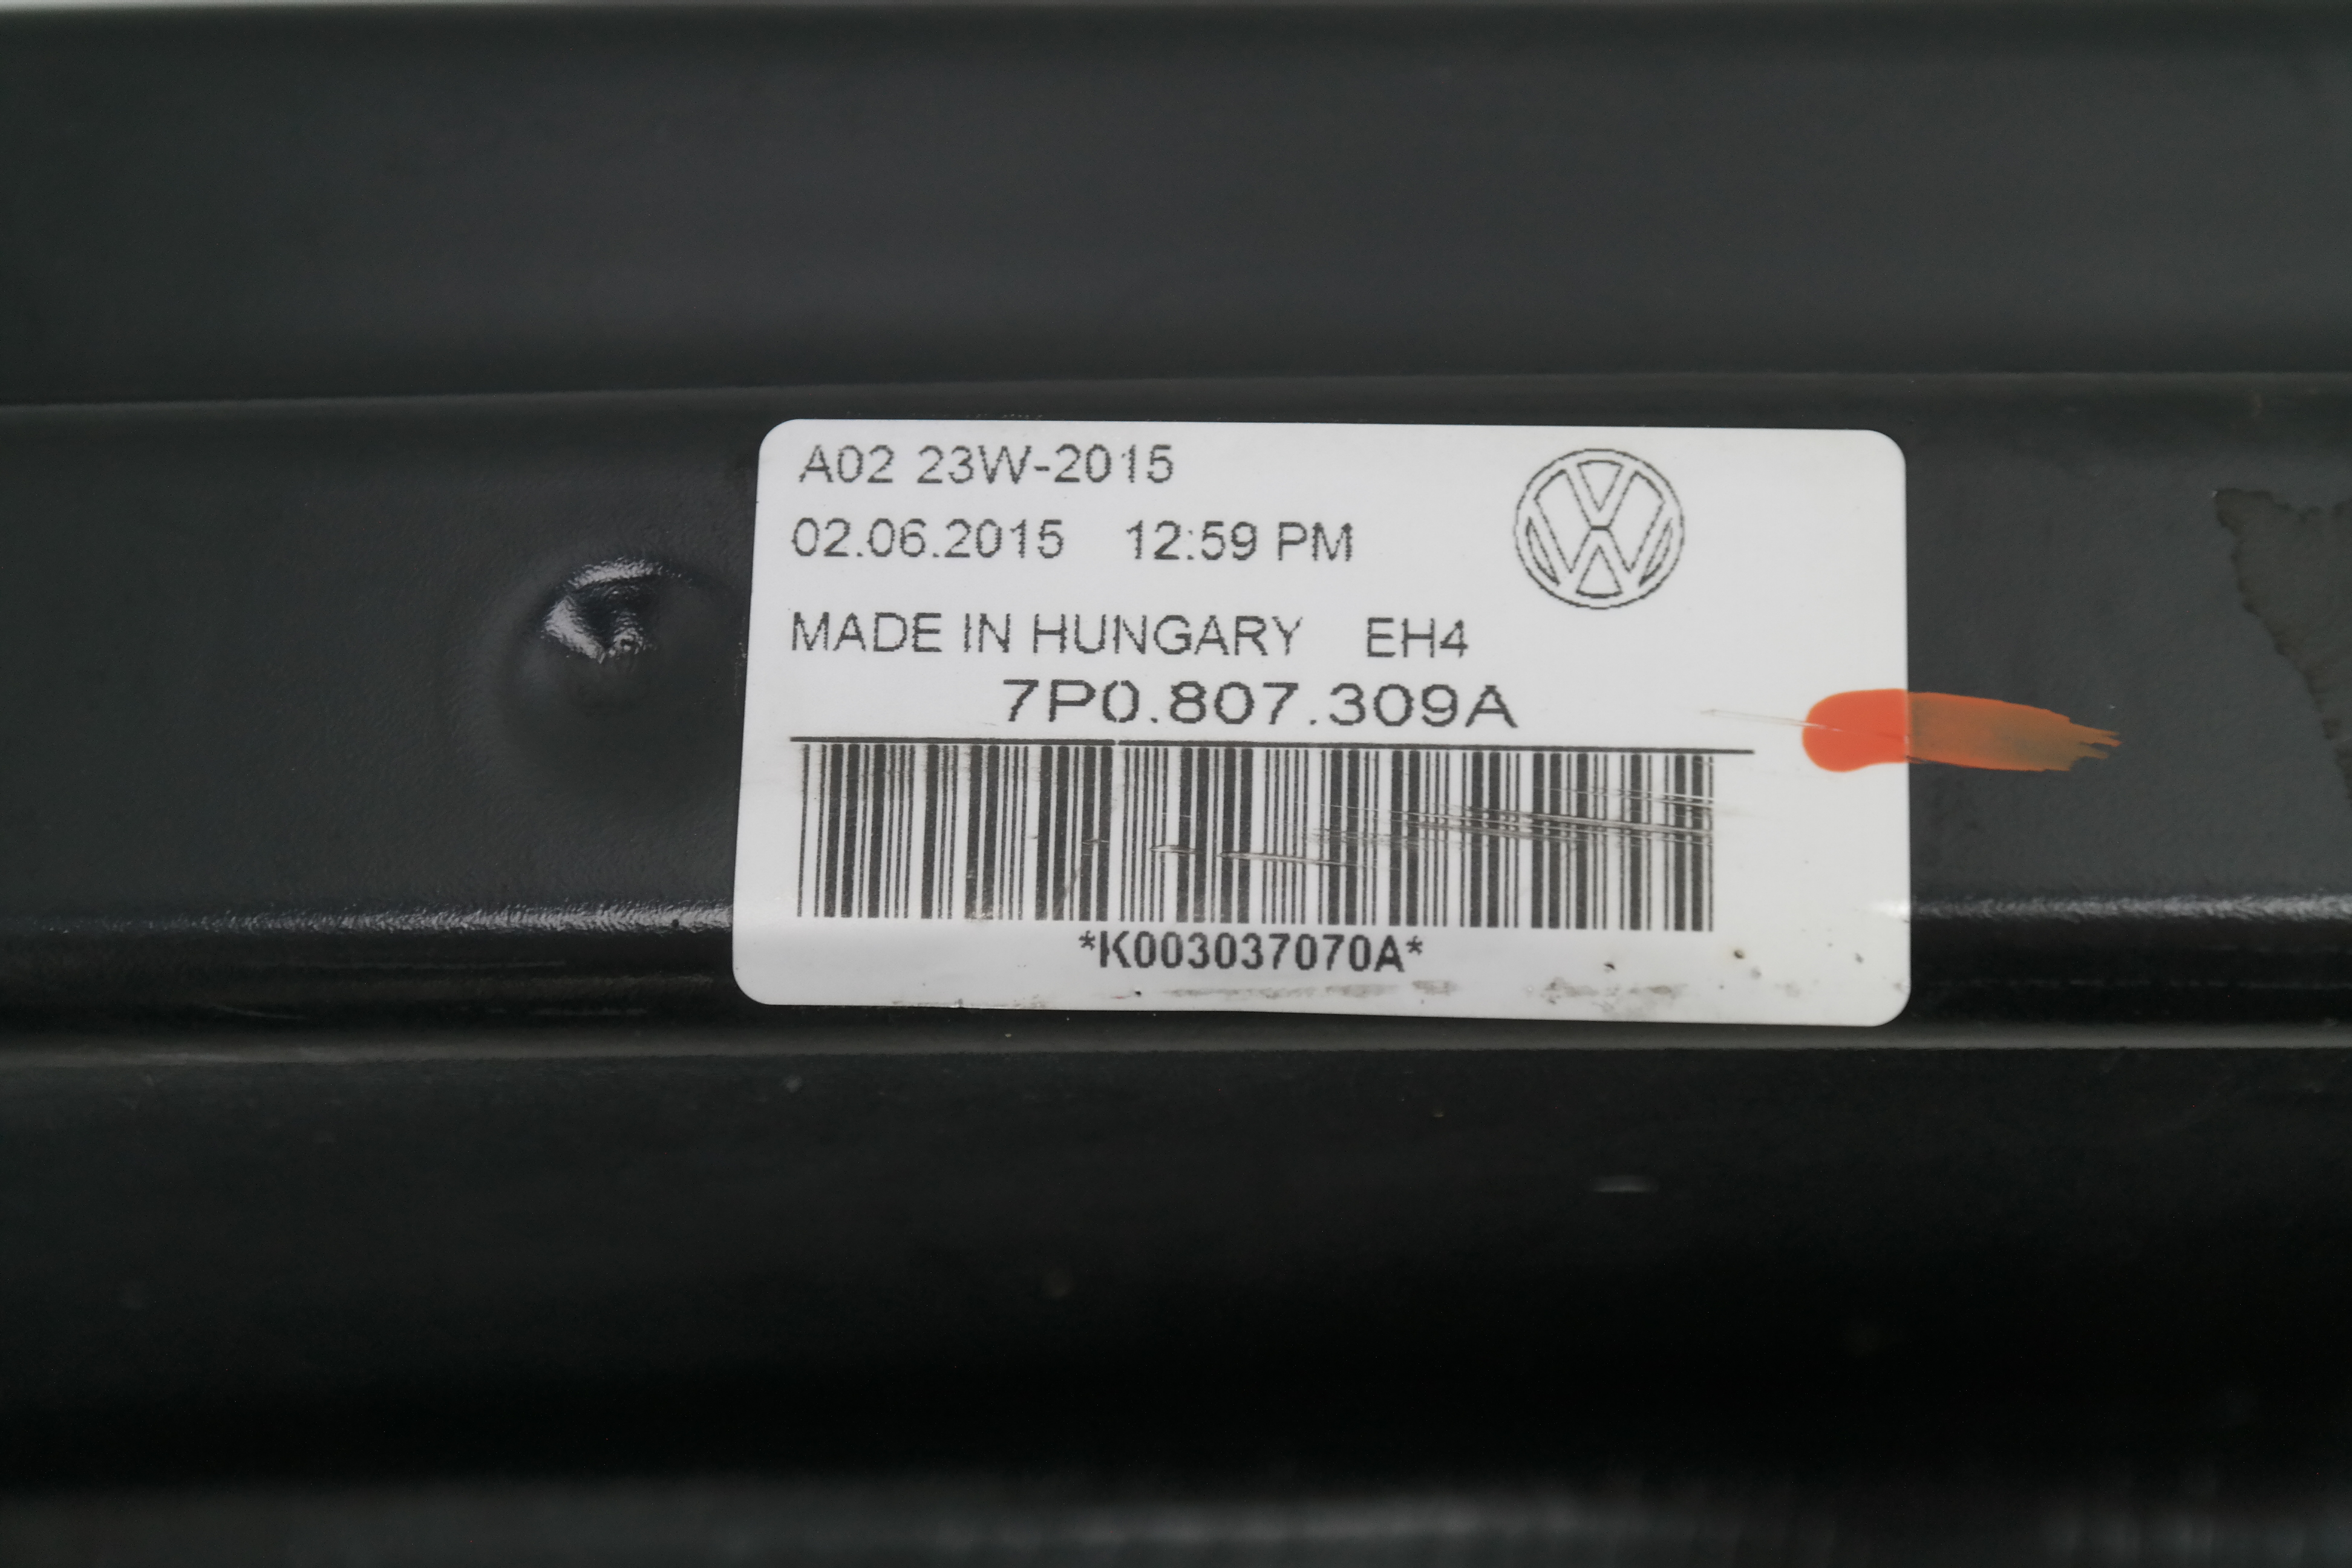 A02 23W-2015
02.06.2015 12:59 PM
MADE IN HUNGARY EH4
7P0.807.309A
*K003037070A*